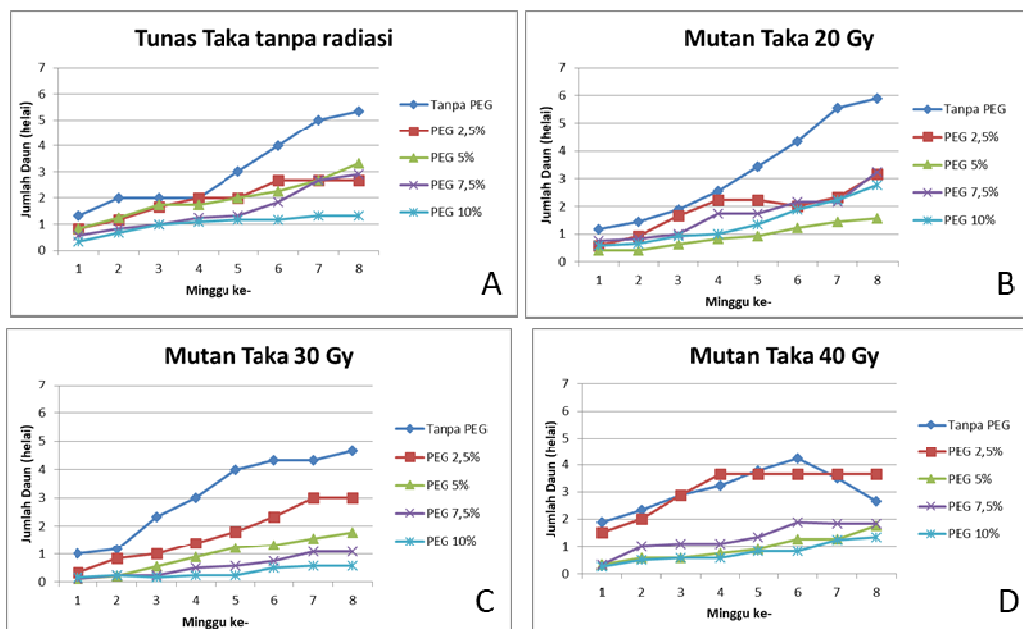 Tunas Taka tanpa radiasi
Jumlah Daun (helai)
7
6
5
4
3
2
1
0
1 2 3 4 5 6 7 8
Minggu ke-
Tanpa PEG
PEG 2,5%
PEG 5%
PEG 7,5%
PEG 10%
A
Mutan Taka 20 Gy
Jumlah Daun (helai)
7
6
5
4
3
2
1
0
1 2 3 4 5 6 7 8
Minggu ke-
Tanpa PEG
PEG 2,5%
PEG 5%
PEG 7,5%
PEG 10%
B
Mutan Taka 30 Gy
Jumlah Daun (helai)
7
6
5
4
3
2
1
0
1 2 3 4 5 6 7 8
Minggu ke-
Tanpa PEG
PEG 2,5%
PEG 5%
PEG 7,5%
PEG 10%
C
Mutan Taka 40 Gy
Jumlah Daun (helai)
7
6
5
4
3
2
1
0
1 2 3 4 5 6 7 8
Minggu ke-
Tanpa PEG
PEG 2,5%
PEG 5%
PEG 7,5%
PEG 10%
D